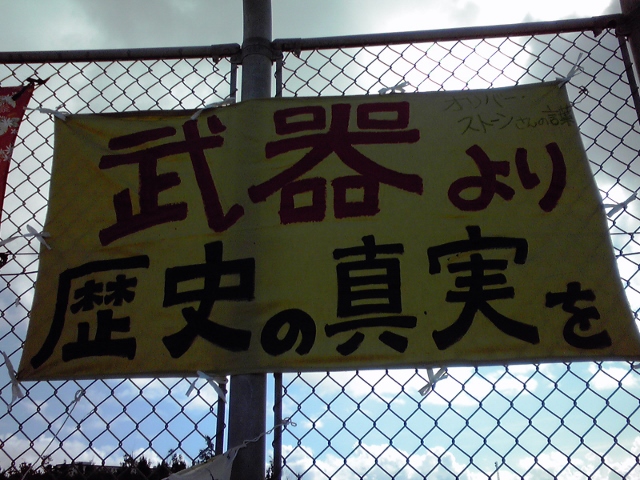 オリバー・
ストーンさんの言葉
武器より
歴史の真実を